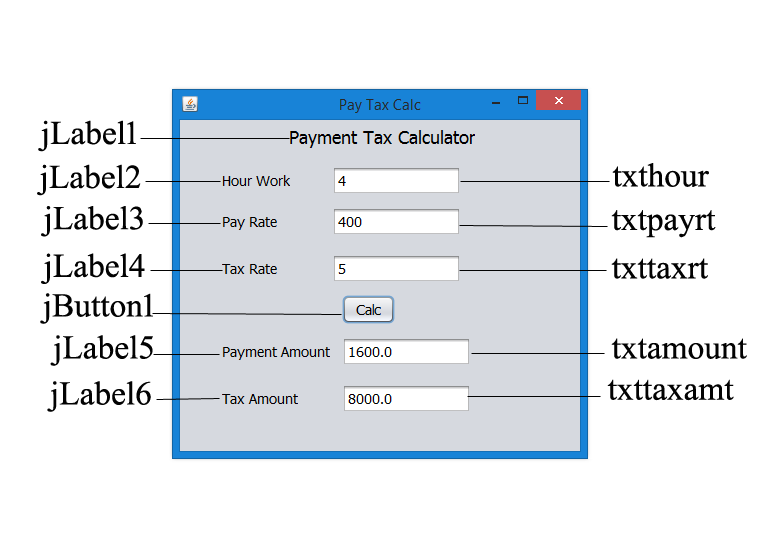 Pay Tax Calc
jLabel1 Payment Tax Calculator
jLabel2 Hour Work 4 txthour
jLabel3 Pay Rate 400 txtpayrt
jLabel4 Tax Rate 5 txttaxrt
jButton1 Calc
jLabel5 Payment Amount 1600.0 txtamount
jLabel6 Tax Amount 8000.0 txttaxamt